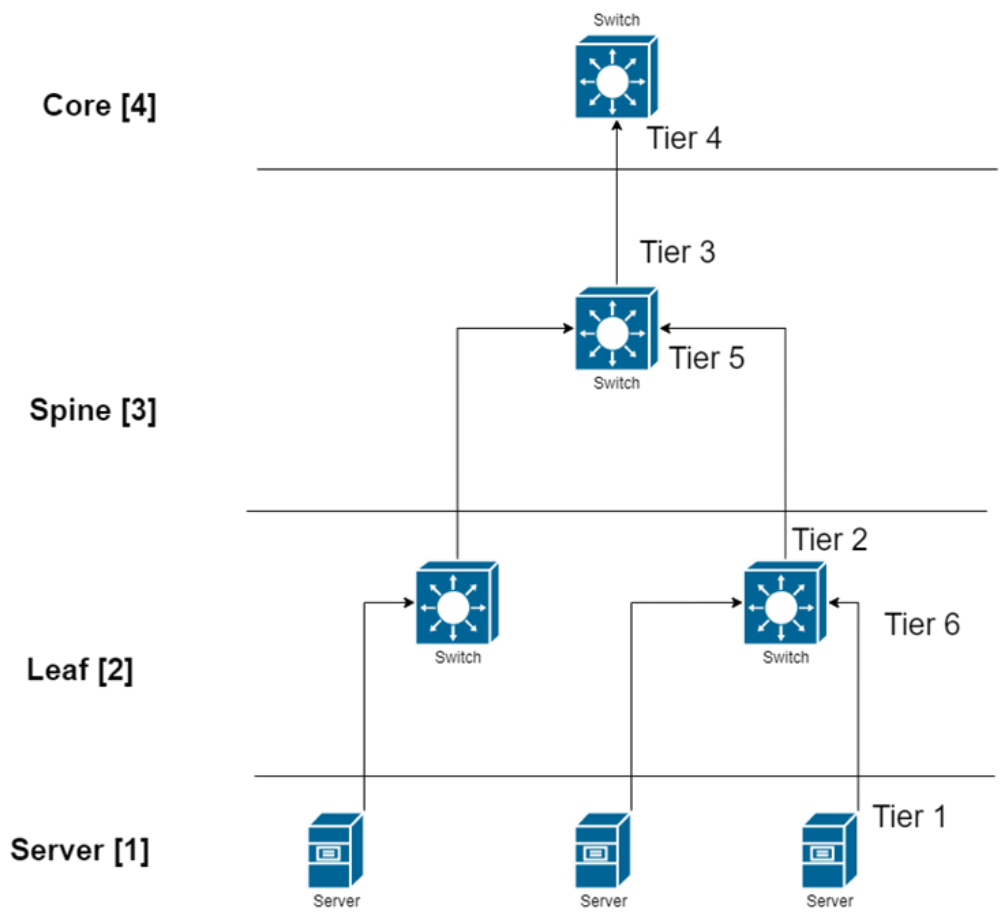 Switch
Core [4]
Tier 4
Tier 3
Tier 5
Switch
Spine [3]
Tier 2
Tier 6
Switch
Switch
Leaf [2]
Tier 1
Server [1]
Server
Server
Server